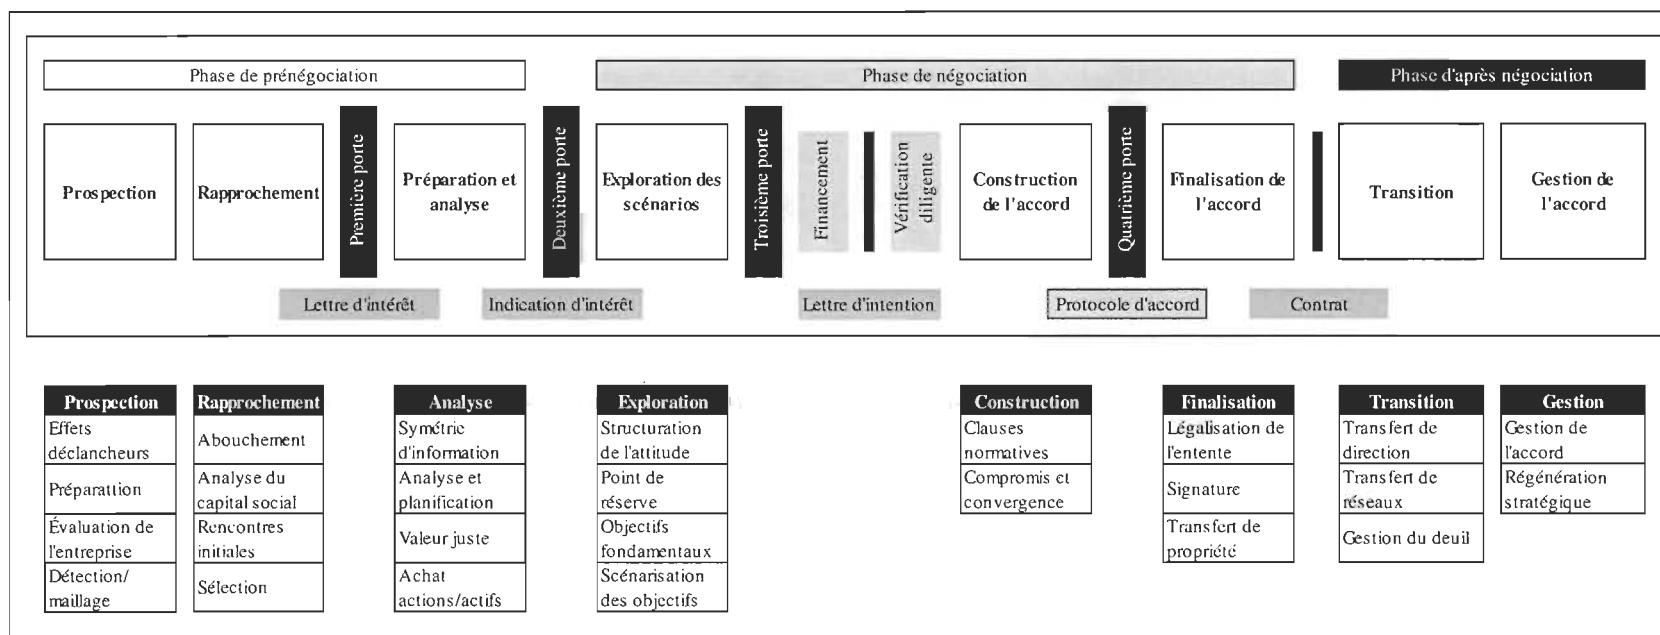 Phase de prénégociation
Phase de négociation
Phase d'après négociation
Prospection
Rapprochement
Première porte
Préparation et
analyse
Deuxième porte
Exploration des
scénarios
Troisième porte
Financement
Vérification
diligente
Construction
de l'accord
Quatrième porte
Finalisation de
l'accord
Transition
Gestion de
l'accord
Lettre d'intérêt
Indication d'intérêt
Lettre d'intention
Protocole d'accord
Contrat
Prospection
Effets
déclancheurs
Préparattion
Évaluation de
l'entreprise
Détection/
maillage
Rapprochement
Abouchement
Analyse du
capital social
Rencontres
initiales
Sélection
Analyse
Symétrie
d'information
Analyse et
planification
Valeur juste
Achat
actions/actifs
Exploration
Structuration
de l'attitude
Point de
réserve
Objectifs
fondamentaux
Scénarisation
des objectifs
Construction
Clauses
normatives
Compromis et
convergence
Finalisation
Légalisation de
l'entente
Signature
Transfert de
propriété
Transition
Transfert de
direction
Transfert de
réseaux
Gestion du deuil
Gestion
Gestion de
l'accord
Régénération
stratégique